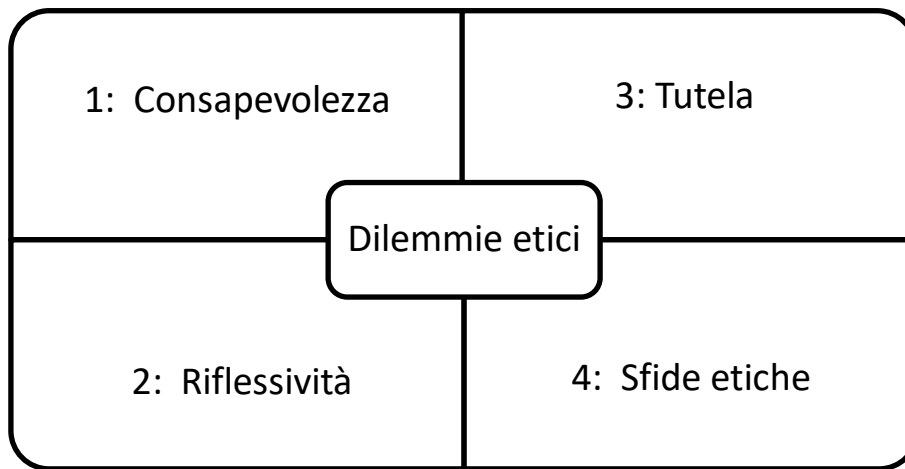 1: Consapevolezza
3: Tutela
Dilemmie etici
2: Riflessività
4: Sfide etiche